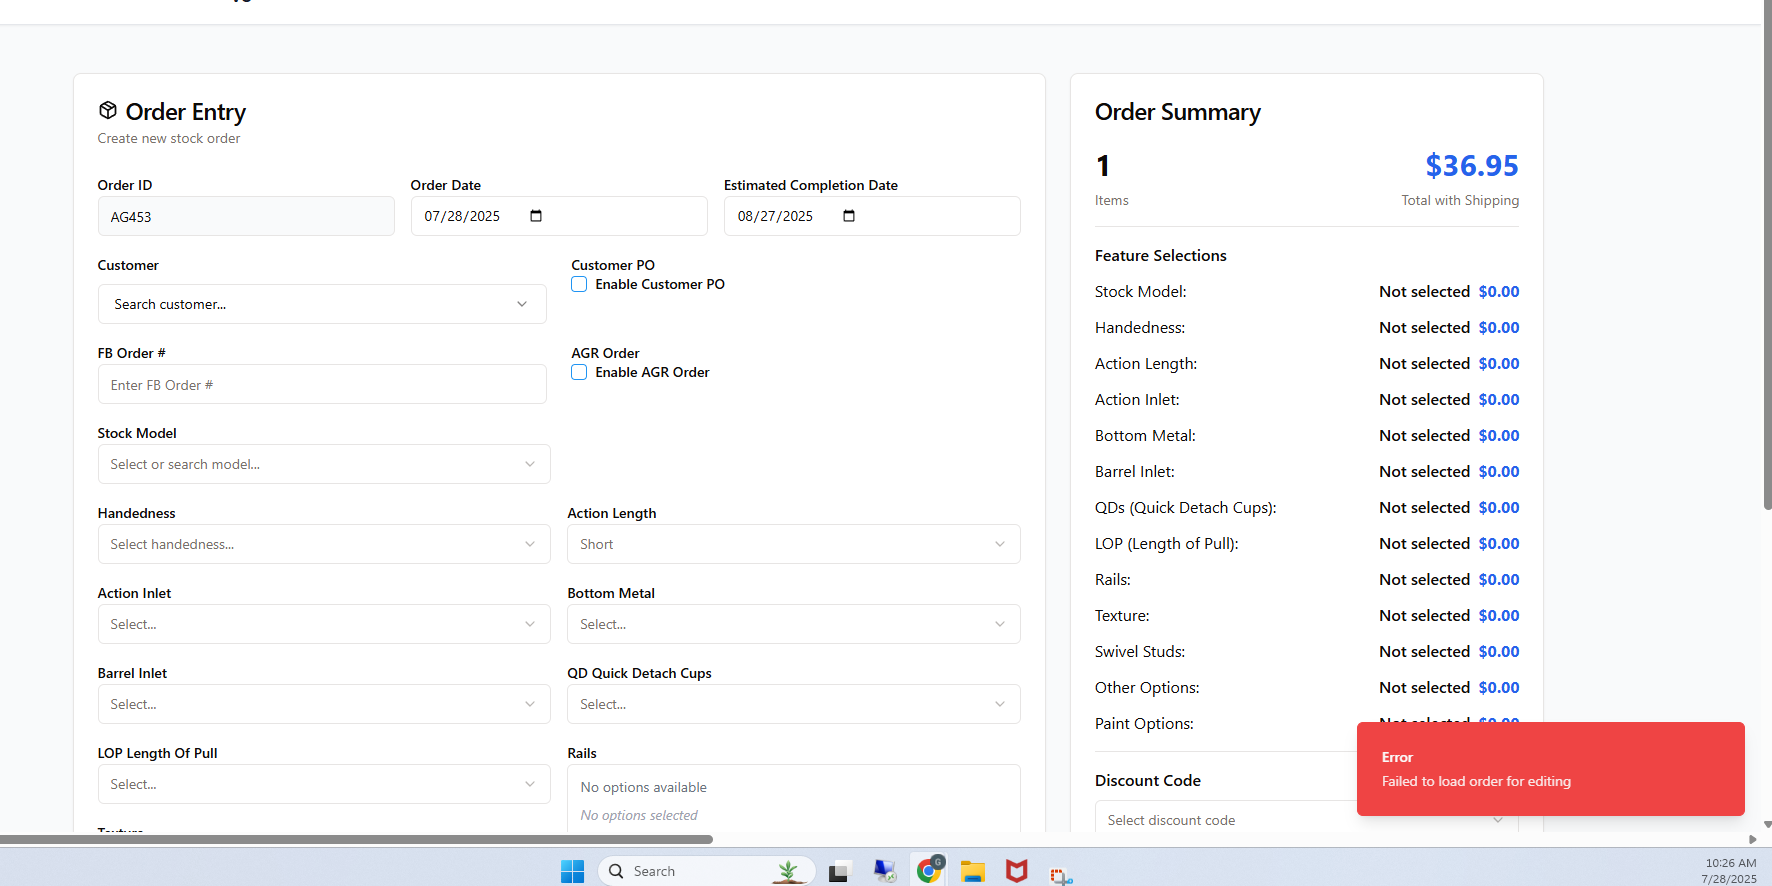 Order Entry
Create new stock order
Order ID
Order Date
Estimated Completion Date
AG453
07/28/2025
08/27/2025
Customer
Customer PO
Search customer...
Enable Customer PO
FB Order #
AGR Order
Enter FB Order #
Enable AGR Order
Stock Model
Select or search model...
Handedness
Action Length
Select handedness...
Short
Action Inlet
Bottom Metal
Select...
Select...
Barrel Inlet
QD Quick Detach Cups
Select...
Select...
LOP Length Of Pull
Rails
Select...
No options available
No options selected
Texture
Order Summary
1
$36.95
Items
Total with Shipping
Feature Selections
Stock Model: Not selected $0.00
Handedness: Not selected $0.00
Action Length: Not selected $0.00
Action Inlet: Not selected $0.00
Bottom Metal: Not selected $0.00
Barrel Inlet: Not selected $0.00
QDs (Quick Detach Cups): Not selected $0.00
LOP (Length of Pull): Not selected $0.00
Rails: Not selected $0.00
Texture: Not selected $0.00
Swivel Studs: Not selected $0.00
Other Options: Not selected $0.00
Paint Options: Not selected $0.00
Discount Code
Select discount code
Error
Failed to load order for editing
Search
G
10:26 AM
7/28/2025